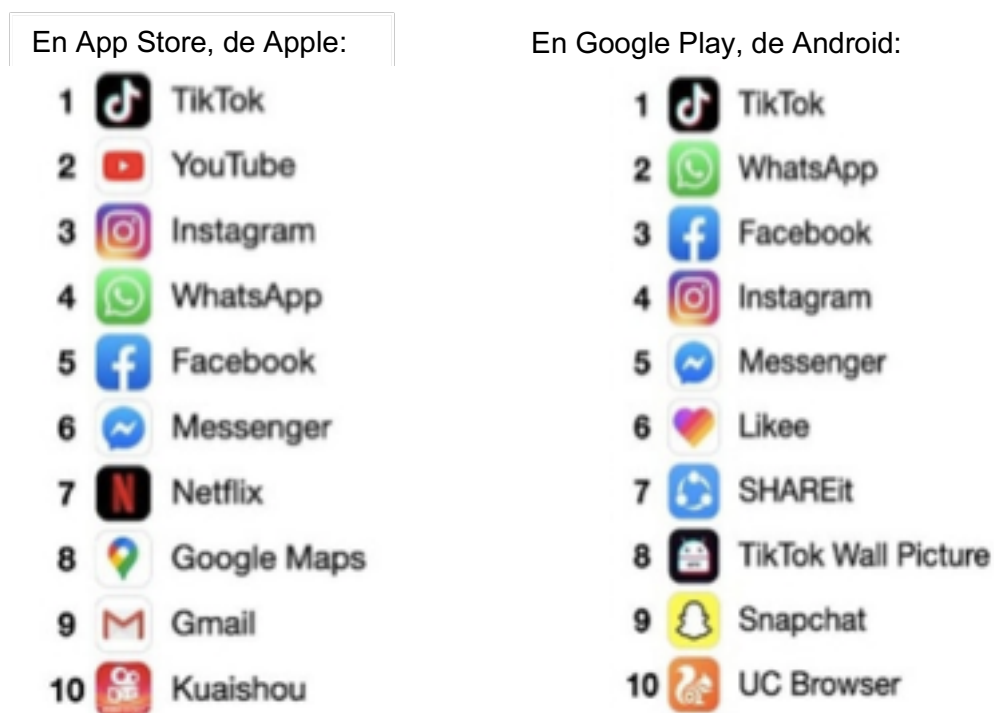 En App Store, de Apple:
1 TikTok
2 YouTube
3 Instagram
4 WhatsApp
5 Facebook
6 Messenger
7 Netflix
8 Google Maps
9 Gmail
10 Kuaishou
En Google Play, de Android:
1 TikTok
2 WhatsApp
3 Facebook
4 Instagram
5 Messenger
6 Likee
7 SHAREit
8 TikTok Wall Picture
9 Snapchat
10 UC Browser